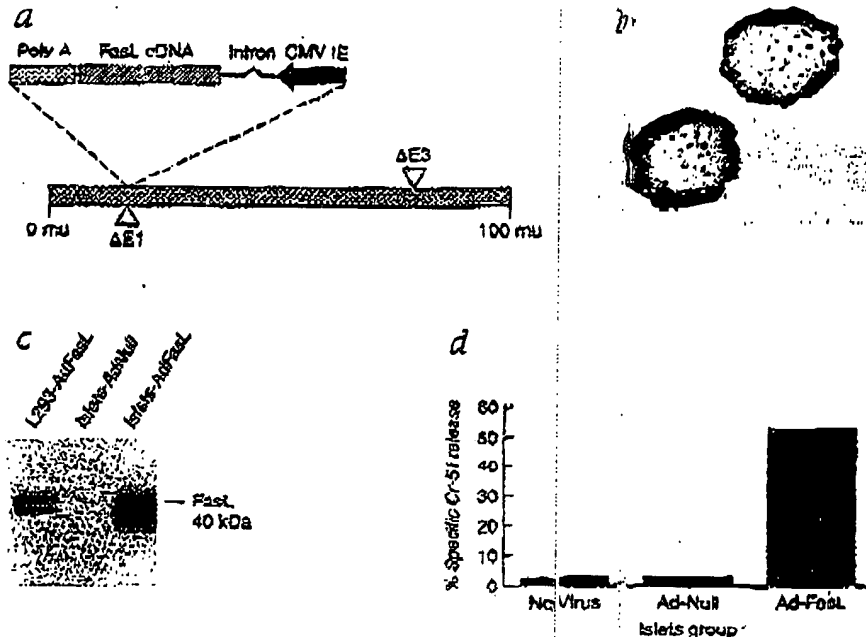 a
Poly A FasL cDNA Intron CMV IE
ΔE3
0 mu ΔE1 100 mu
b
c
L293-AdFasL
Islets-AdNull
Islets-AdFasL
FasL
40 kDa
d
% Specific Cr-51 release
60
50
40
30
20
10
0
No Virus Ad-Null Ad-FasL
Islets group